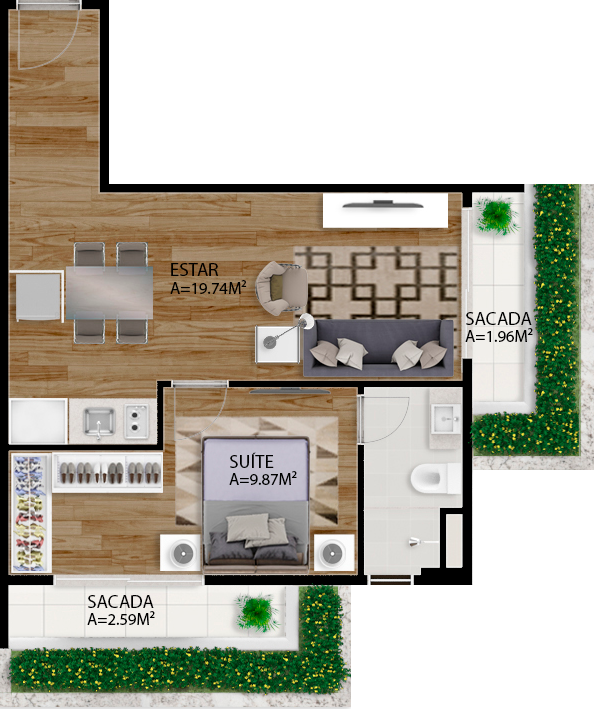 ESTAR
A=19.74M²
SACADA
A=1.96M²
SUÍTE
A=9.87M²
SACADA
A=2.59M²